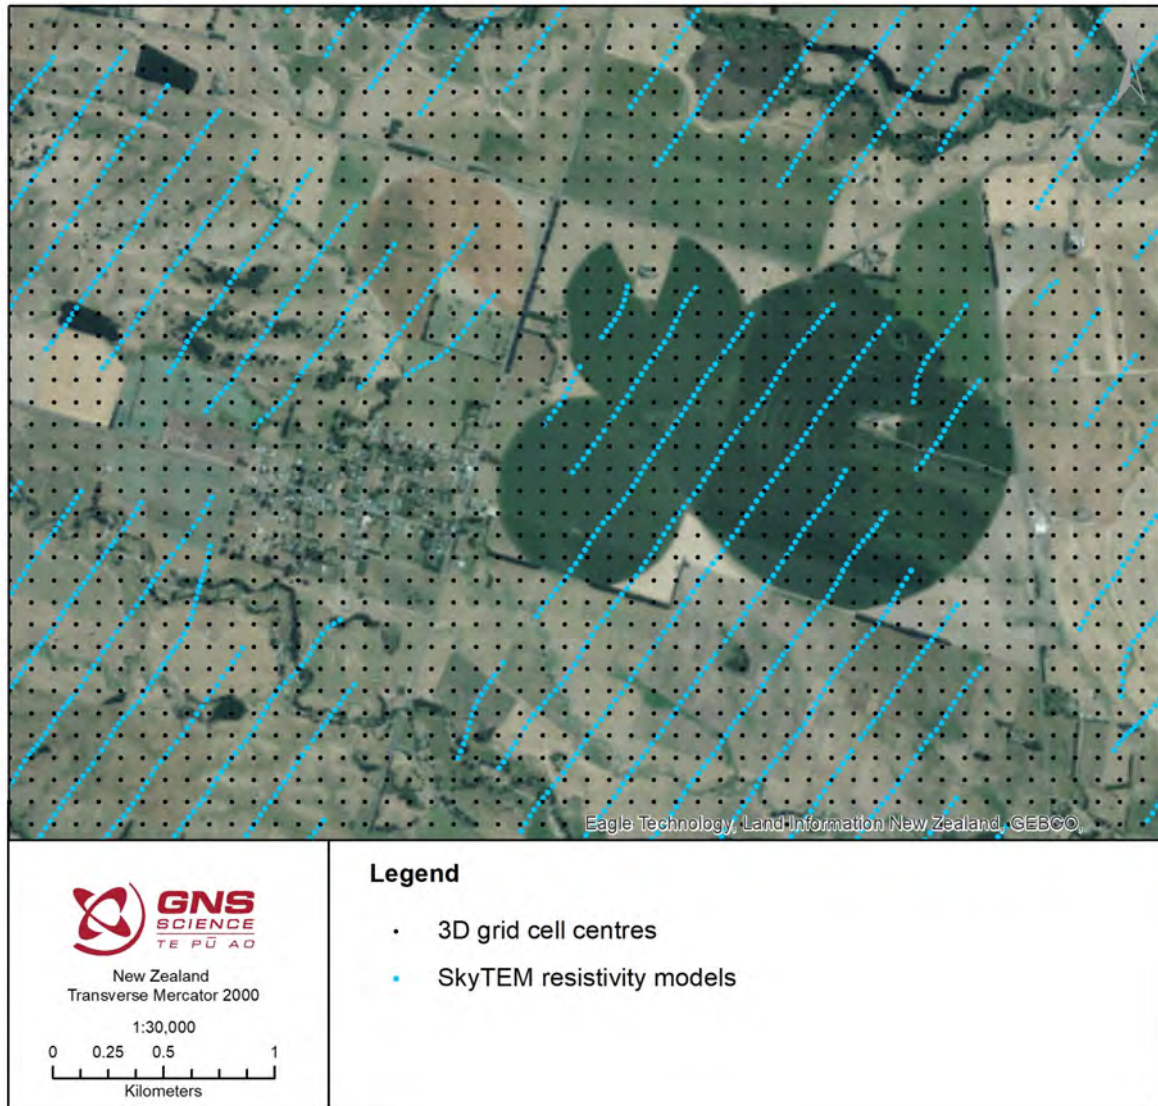 Eagle Technology, Land Information New Zealand, GEBCO,
GNS
SCIENCE
TE PŪ AO
New Zealand
Transverse Mercator 2000
1:30,000
0 0.25 0.5 1
Kilometers
Legend
3D grid cell centres
SkyTEM resistivity models